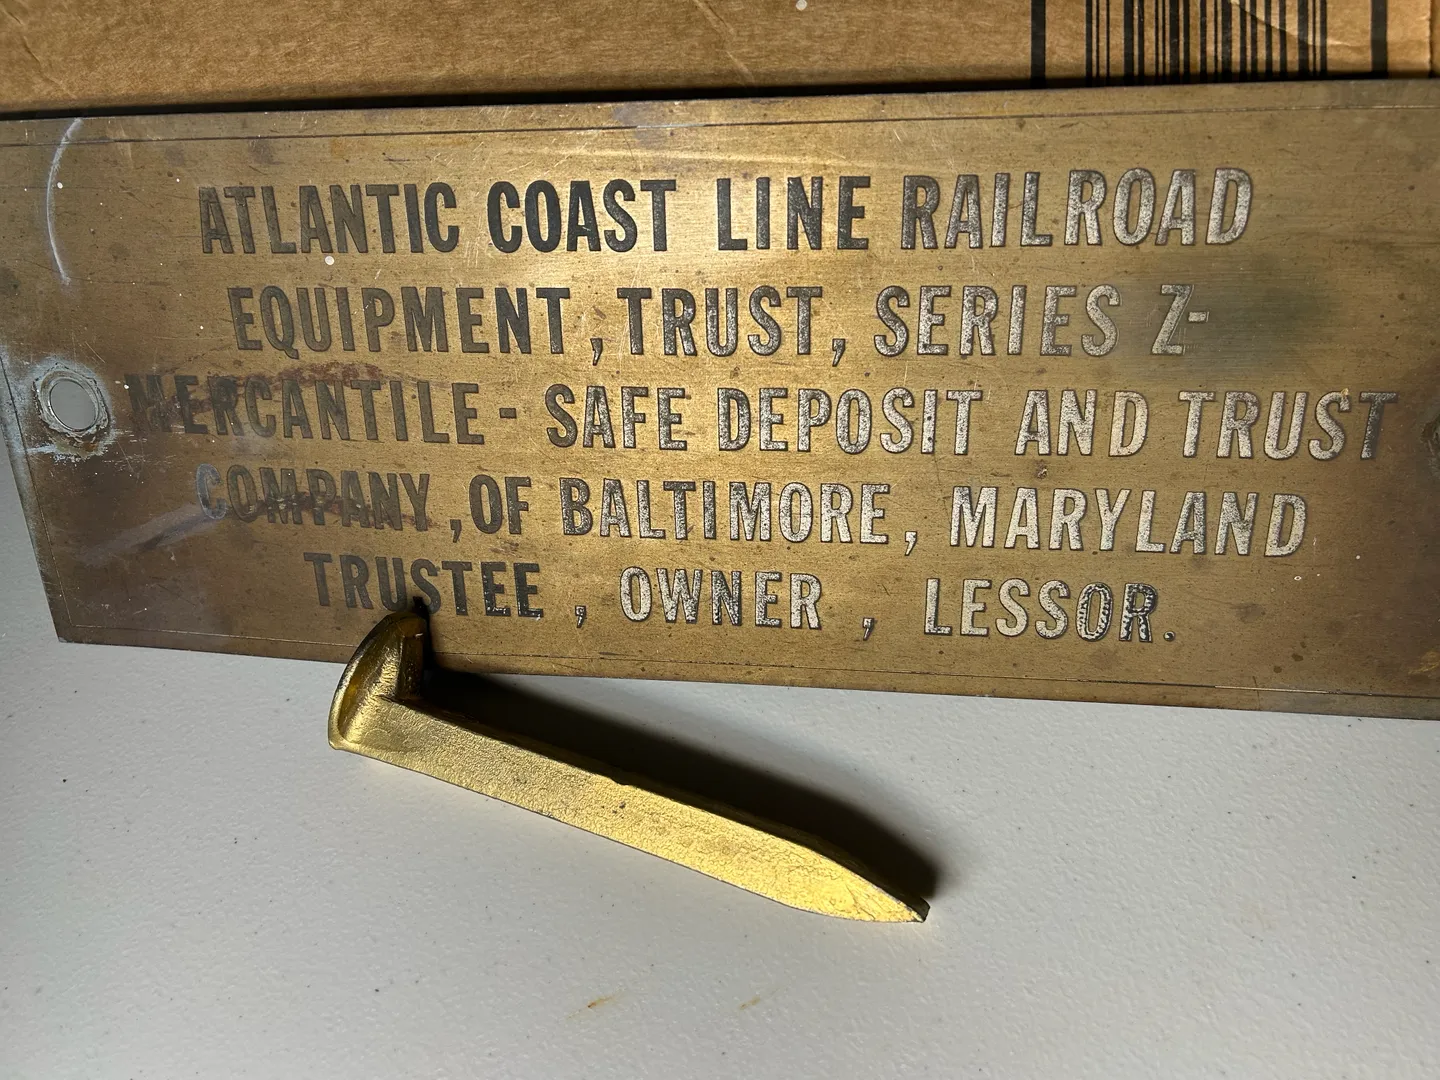 ATLANTIC COAST LINE RAILROAD
EQUIPMENT, TRUST, SERIES Z-
MERCANTILE - SAFE DEPOSIT AND TRUST
COMPANY, OF BALTIMORE, MARYLAND
TRUSTEE, OWNER, LESSOR.